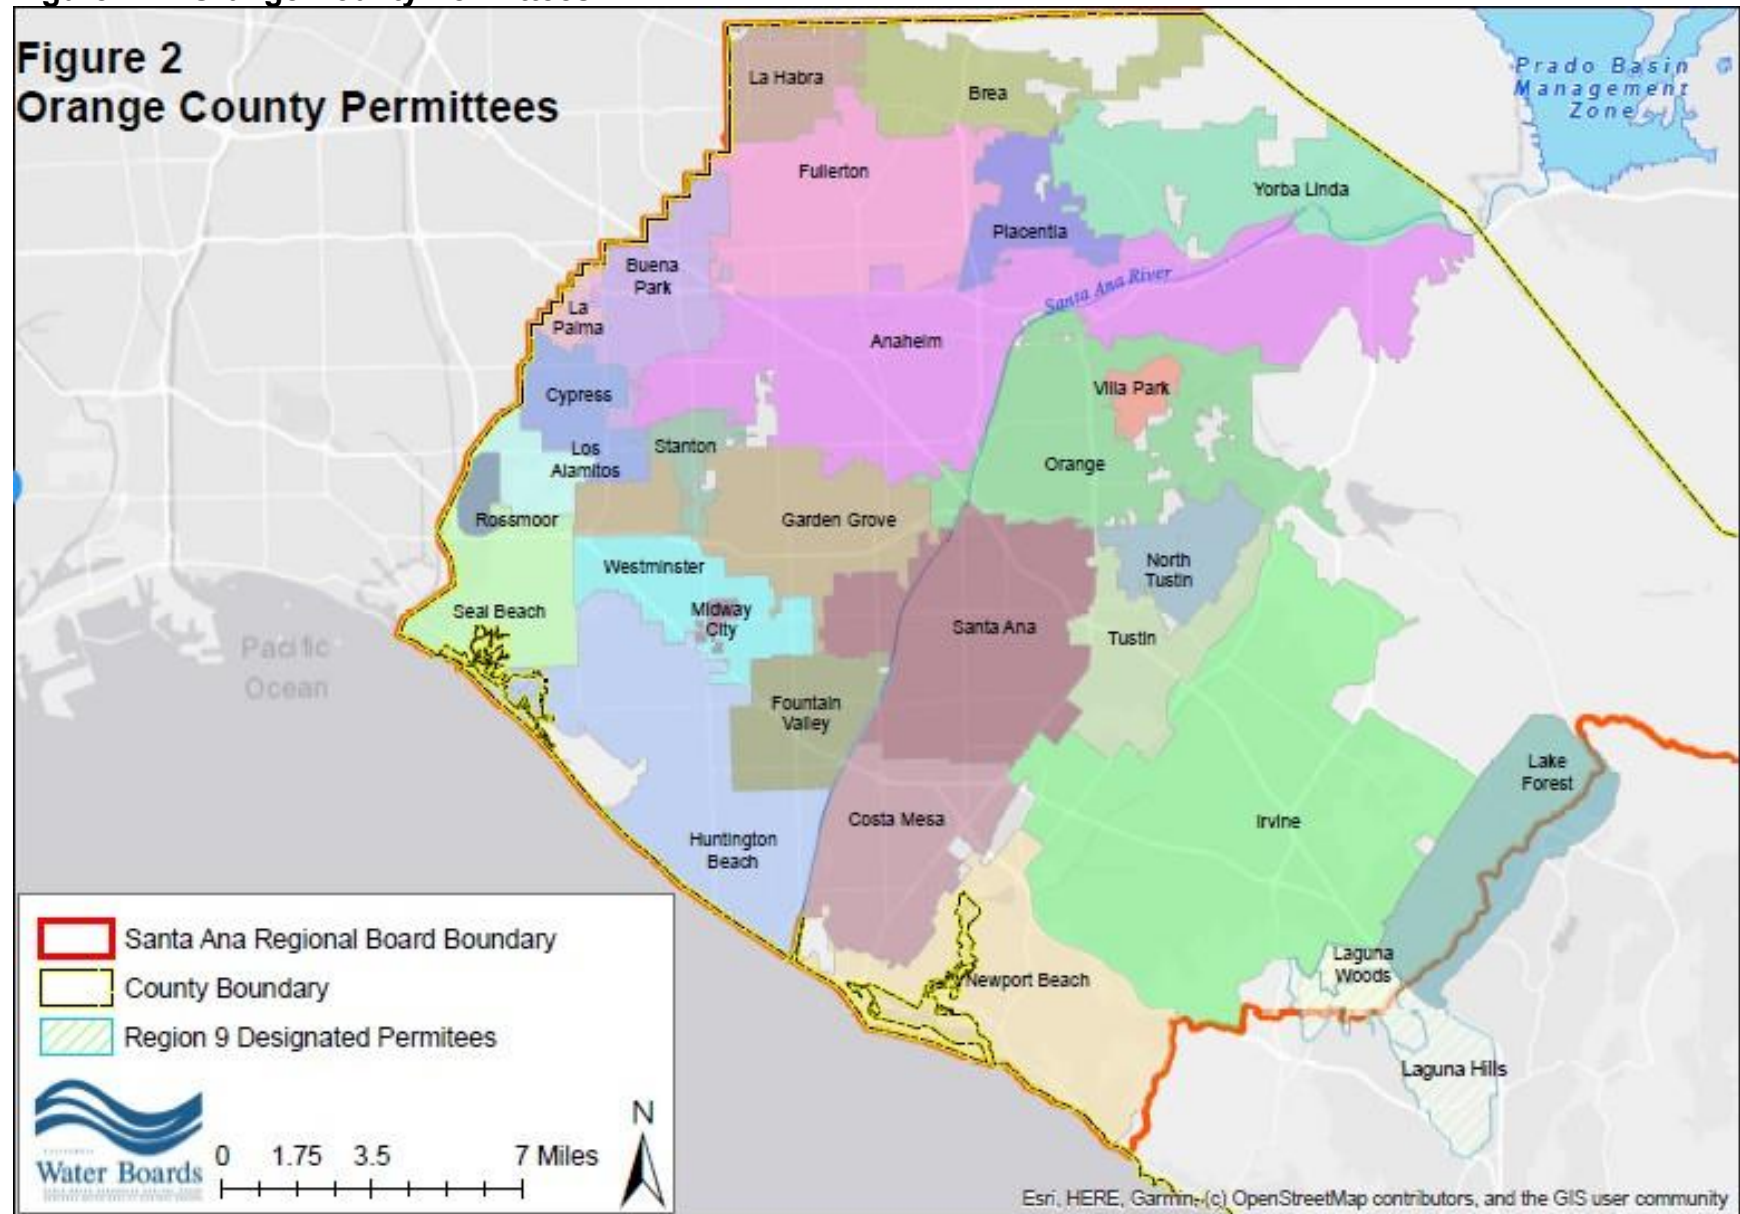 Figure 2
Orange County Permittees
Prado Basin
Management
Zone
La Habra
Brea
Fullerton
Yorba Linda
Placentia
Buena
Park
Santa Ana River
La
Palma
Anaheim
Villa Park
Cypress
Los
Alamitos
Stanton
Orange
Rossmoor
Garden Grove
Westminster
North
Tustin
Seal Beach
Midway
City
Santa Ana
Tustin
Pacific
Ocean
Fountain
Valley
Lake
Forest
Costa Mesa
Irvine
Huntington
Beach
Laguna
Woods
Newport Beach
Laguna Hills
Santa Ana Regional Board Boundary
County Boundary
Region 9 Designated Permitees
Water Boards
0 1.75 3.5 7 Miles
N
Esri, HERE, Garmin, (c) OpenStreetMap contributors, and the GIS user community